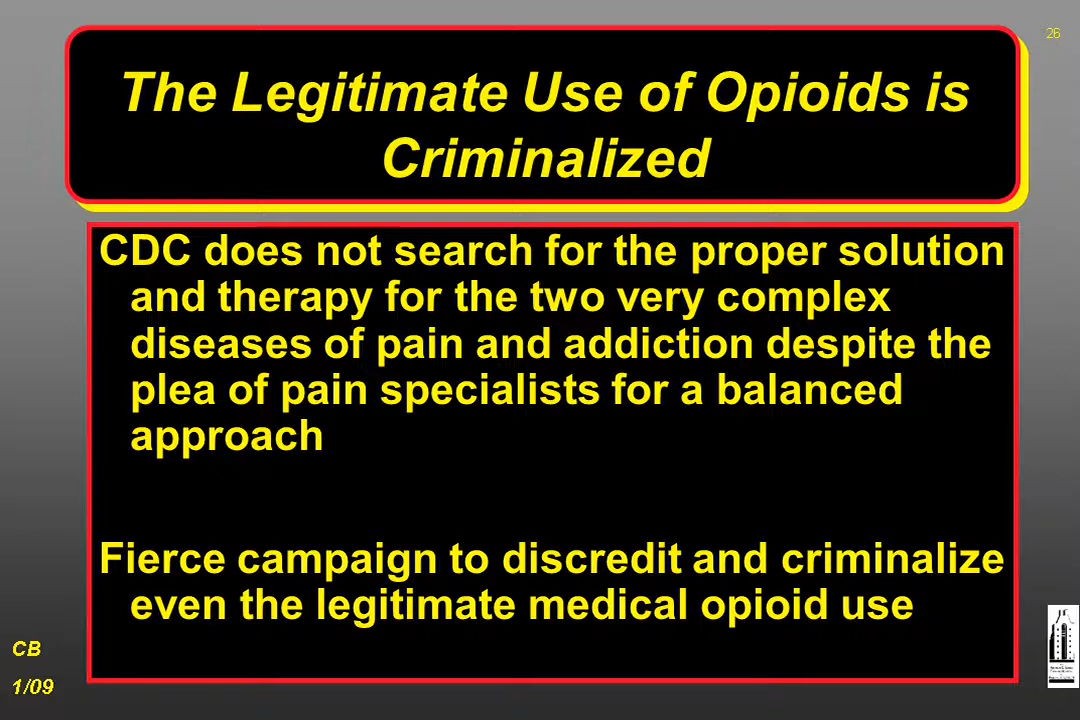 26
The Legitimate Use of Opioids is
Criminalized
CDC does not search for the proper solution
and therapy for the two very complex
diseases of pain and addiction despite the
plea of pain specialists for a balanced
approach
Fierce campaign to discredit and criminalize
even the legitimate medical opioid use
CB
1/09